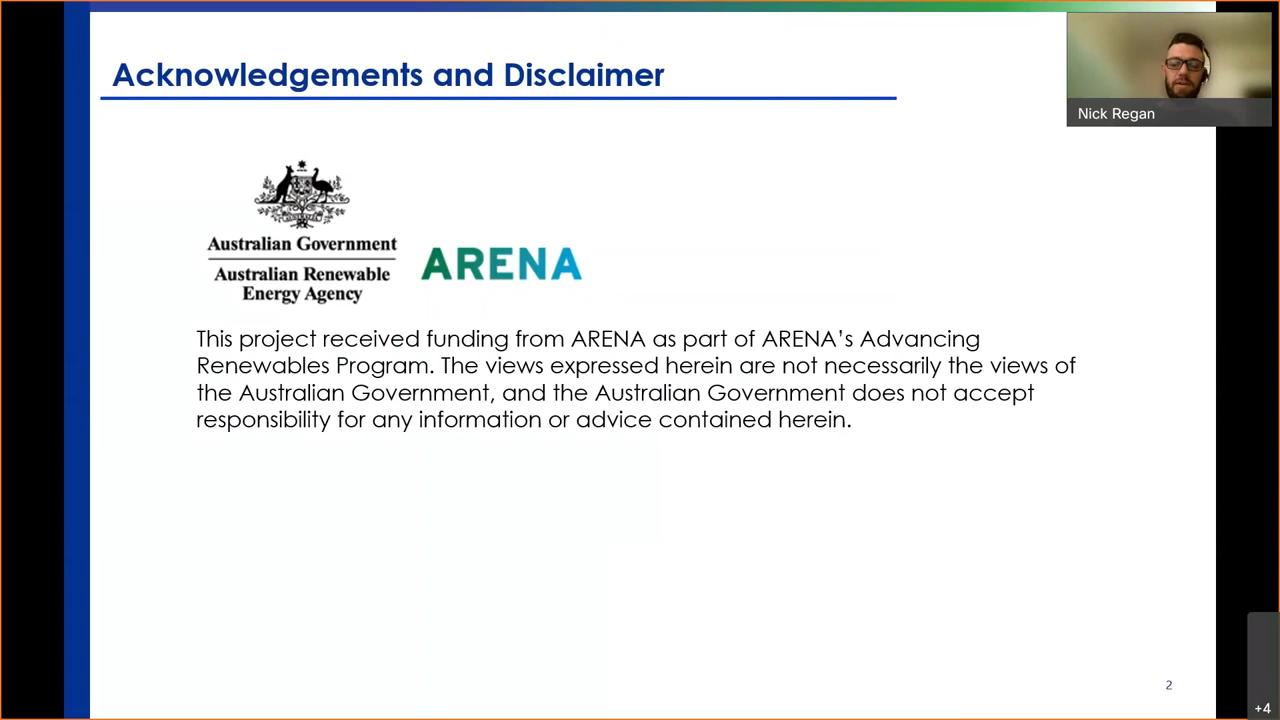 Acknowledgements and Disclaimer
Nick Regan
Australian Government
Australian Renewable
Energy Agency
ARENA
This project received funding from ARENA as part of ARENA’s Advancing
Renewables Program. The views expressed herein are not necessarily the views of
the Australian Government, and the Australian Government does not accept
responsibility for any information or advice contained herein.
2
+4